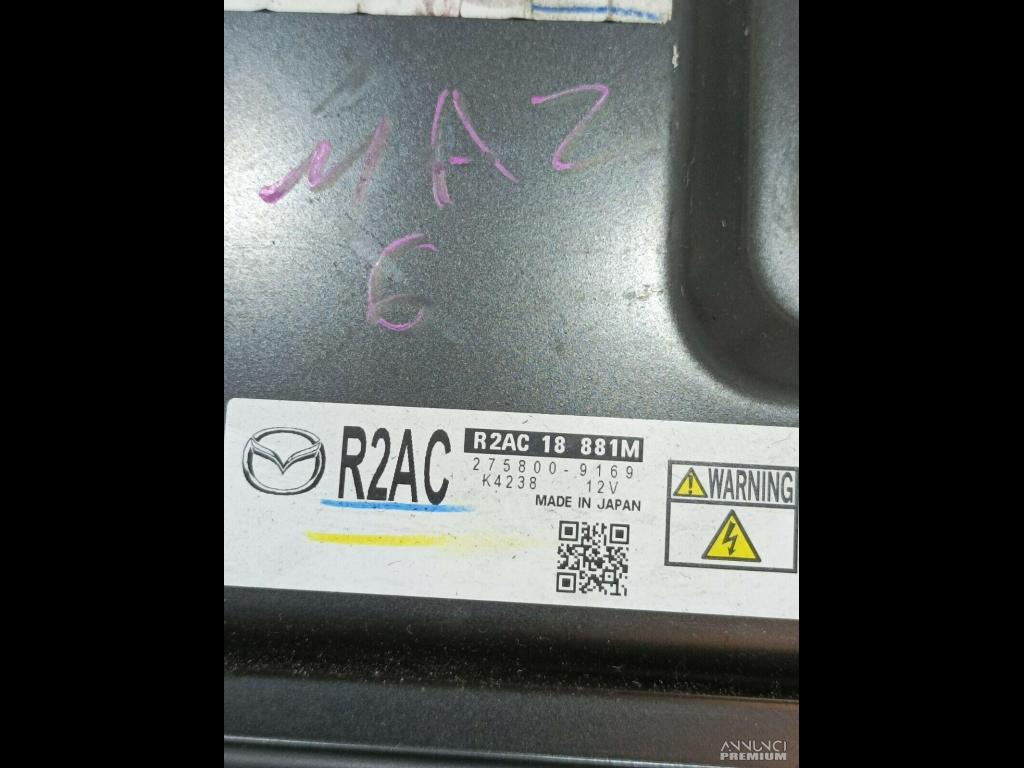 MAZ
6
R2AC
R2AC 18 881M
275800-9169
K4238 12V
MADE IN JAPAN
WARNING
ANNUNCI
PREMIUM